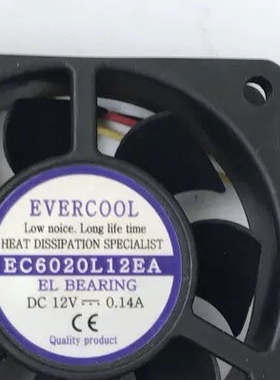 EVERCOOL
Low noice. Long life time
HEAT DISSIPATION SPECIALIST
EC6020L12EA
EL BEARING
DC 12V ⎓ 0.14A
CE
Quality product